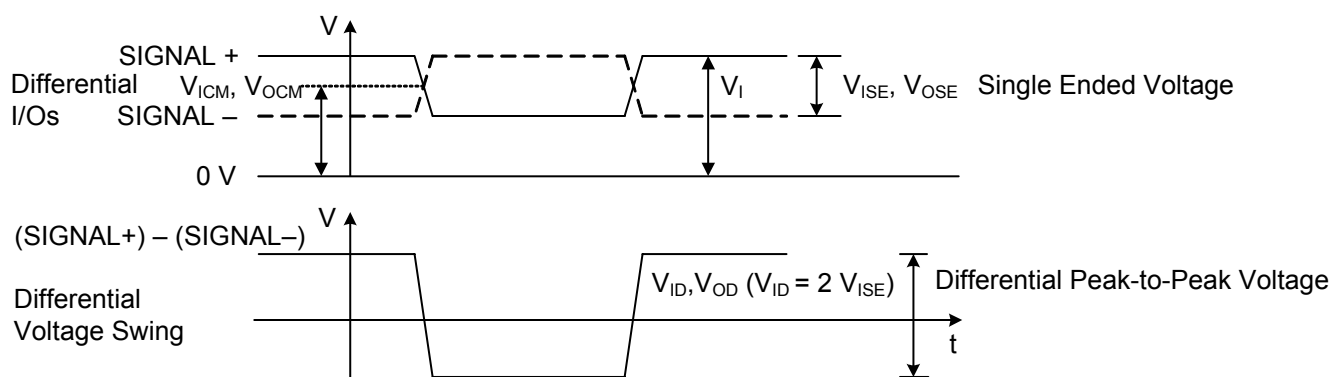 V
SIGNAL +
Differential I/Os
V_ICM, V_OCM
SIGNAL –
V_I
V_ISE, V_OSE Single Ended Voltage
0 V
V
(SIGNAL+) – (SIGNAL–)
V_ID,V_OD (V_ID = 2 V_ISE)
Differential Peak-to-Peak Voltage
Differential
Voltage Swing
t